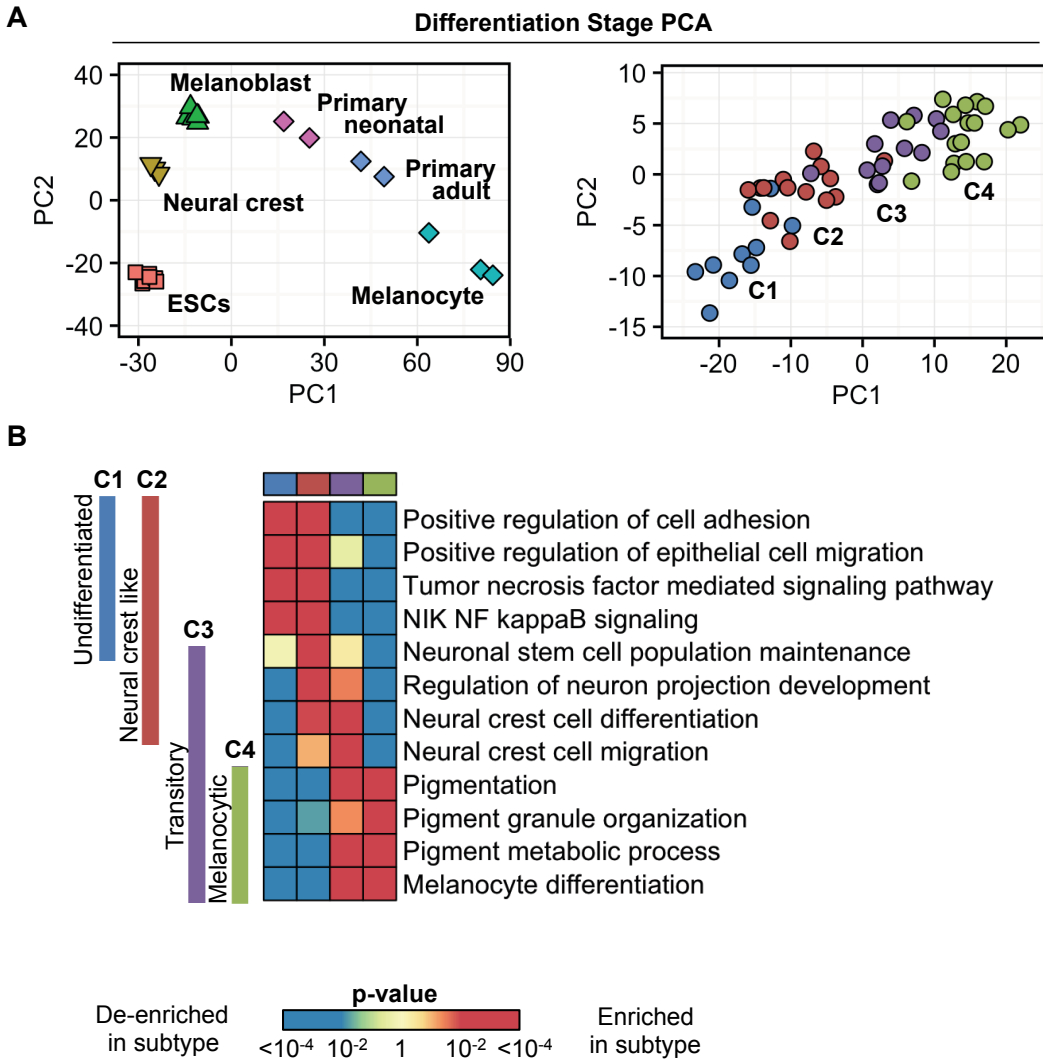 A
Differentiation Stage PCA
40
20
0
-20
-40
PC2
Melanoblast
Primary
neonatal
Primary
adult
Neural crest
Melanocyte
ESCs
-30
0
30
60
90
PC1
10
5
0
-5
-10
-15
PC2
C4
C3
C2
C1
-20
-10
0
10
20
PC1
B
C1
C2
C3
C4
Undifferentiated
Neural crest like
Transitory
Melanocytic
Positive regulation of cell adhesion
Positive regulation of epithelial cell migration
Tumor necrosis factor mediated signaling pathway
NIK NF kappaB signaling
Neuronal stem cell population maintenance
Regulation of neuron projection development
Neural crest cell differentiation
Neural crest cell migration
Pigmentation
Pigment granule organization
Pigment metabolic process
Melanocyte differentiation
p-value
De-enriched
in subtype
<10⁻⁴ 10⁻² 1 10⁻² <10⁻⁴
Enriched
in subtype